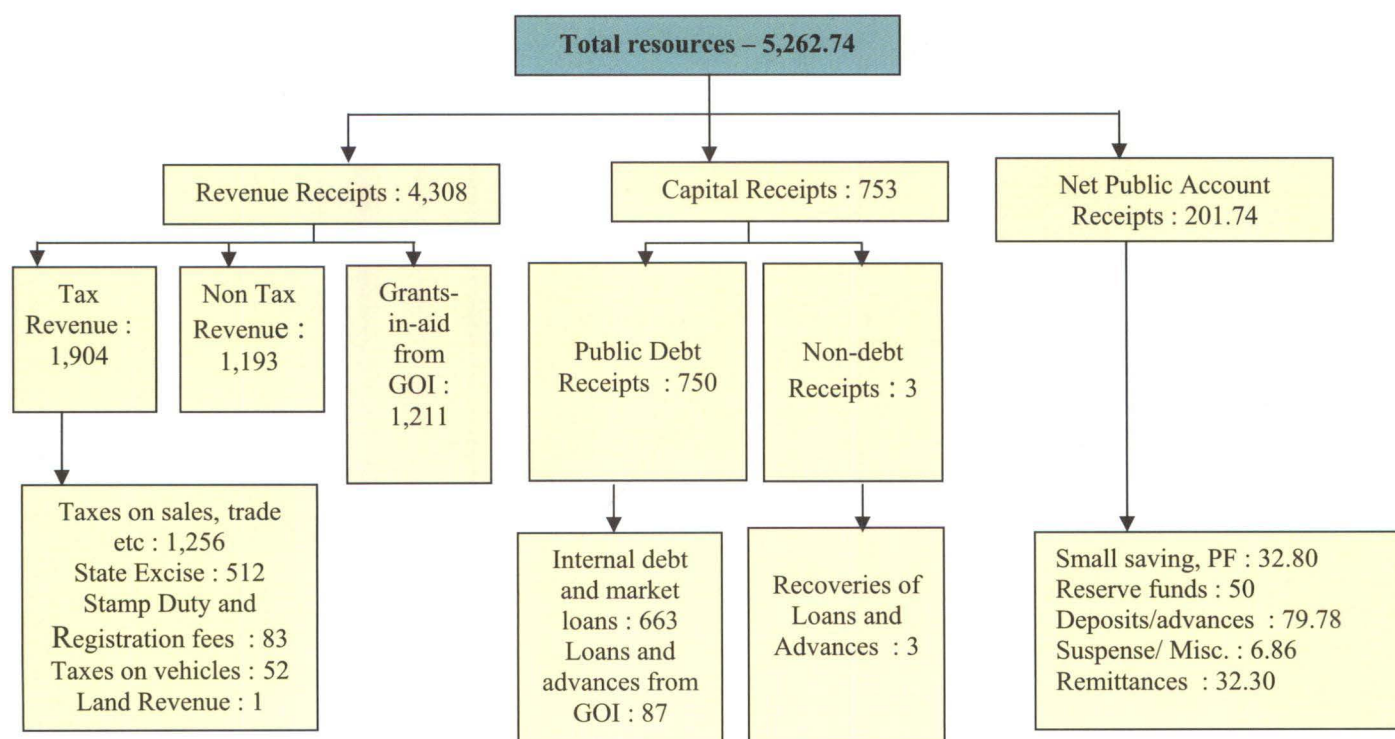 Total resources – 5,262.74
Revenue Receipts : 4,308
Capital Receipts : 753
Net Public Account
Receipts : 201.74
Tax
Revenue :
1,904
Non Tax
Revenue :
1,193
Grants-
in-aid
from
GOI :
1,211
Public Debt
Receipts : 750
Non-debt
Receipts : 3
Taxes on sales, trade
etc : 1,256
State Excise : 512
Stamp Duty and
Registration fees : 83
Taxes on vehicles : 52
Land Revenue : 1
Internal debt
and market
loans : 663
Loans and
advances from
GOI : 87
Recoveries of
Loans and
Advances : 3
Small saving, PF : 32.80
Reserve funds : 50
Deposits/advances : 79.78
Suspense/ Misc. : 6.86
Remittances : 32.30